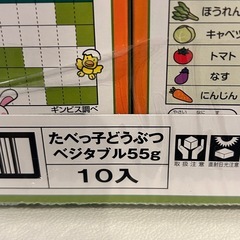 ほうれん
キャベツ
トマト
なす
にんじん
ギンビス調べ
たべっ子どうぶつ
ベジタブル55g
10入
取扱注意
直射日光注意